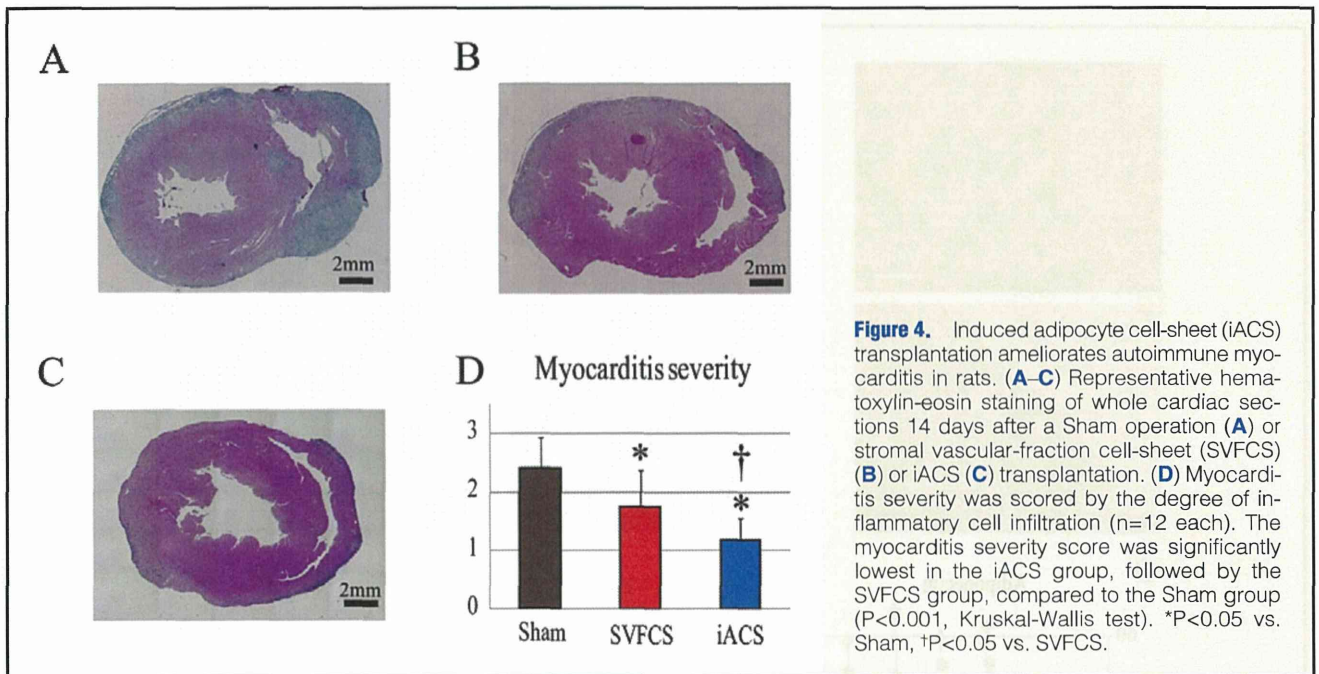 A
2mm
B
2mm
C
2mm
D
Myocarditis severity
3
2
*
†
*
1
0
Sham
SVFCS
iACS
Figure 4. Induced adipocyte cell-sheet (iACS)
transplantation ameliorates autoimmune myo-
carditis in rats. (A–C) Representative hema-
toxylin-eosin staining of whole cardiac sec-
tions 14 days after a Sham operation (A) or
stromal vascular-fraction cell-sheet (SVFCS)
(B) or iACS (C) transplantation. (D) Myocardi-
tis severity was scored by the degree of in-
flammatory cell infiltration (n=12 each). The
myocarditis severity score was significantly
lowest in the iACS group, followed by the
SVFCS group, compared to the Sham group
(P<0.001, Kruskal-Wallis test). *P<0.05 vs.
Sham, †P<0.05 vs. SVFCS.